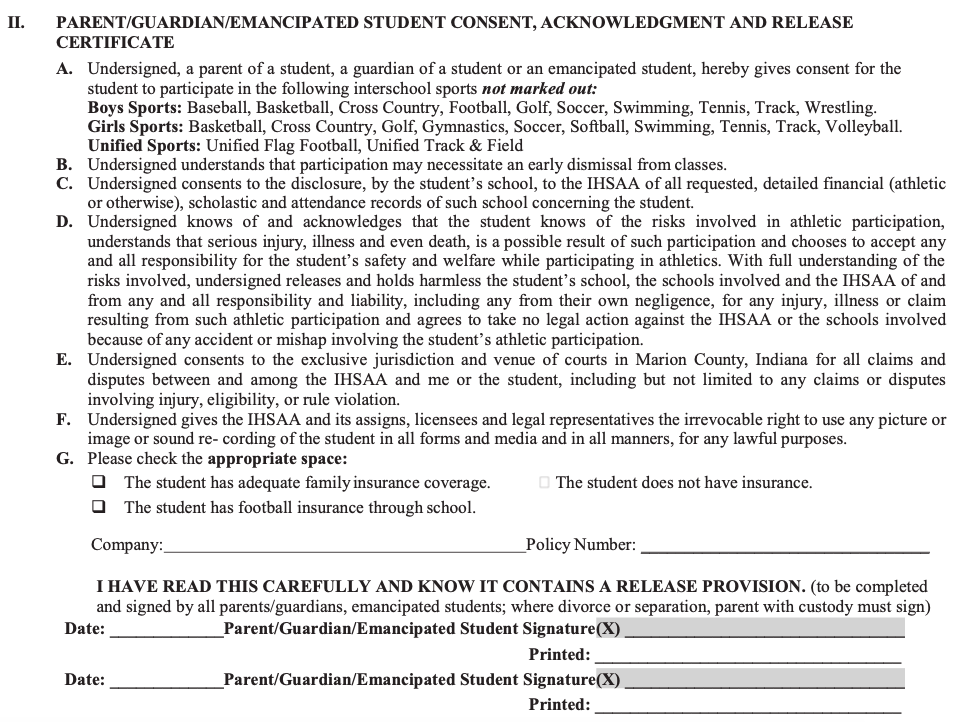 II. PARENT/GUARDIAN/EMANCIPATED STUDENT CONSENT, ACKNOWLEDGMENT AND RELEASE
CERTIFICATE
A. Undersigned, a parent of a student, a guardian of a student or an emancipated student, hereby gives consent for the
student to participate in the following interschool sports not marked out:
Boys Sports: Baseball, Basketball, Cross Country, Football, Golf, Soccer, Swimming, Tennis, Track, Wrestling.
Girls Sports: Basketball, Cross Country, Golf, Gymnastics, Soccer, Softball, Swimming, Tennis, Track, Volleyball.
Unified Sports: Unified Flag Football, Unified Track & Field
B. Undersigned understands that participation may necessitate an early dismissal from classes.
C. Undersigned consents to the disclosure, by the student's school, to the IHSAA of all requested, detailed financial (athletic
or otherwise), scholastic and attendance records of such school concerning the student.
D. Undersigned knows of and acknowledges that the student knows of the risks involved in athletic participation,
understands that serious injury, illness and even death, is a possible result of such participation and chooses to accept any
and all responsibility for the student's safety and welfare while participating in athletics. With full understanding of the
risks involved, undersigned releases and holds harmless the student's school, the schools involved and the IHSAA of and
from any and all responsibility and liability, including any from their own negligence, for any injury, illness or claim
resulting from such athletic participation and agrees to take no legal action against the IHSAA or the schools involved
because of any accident or mishap involving the student's athletic participation.
E. Undersigned consents to the exclusive jurisdiction and venue of courts in Marion County, Indiana for all claims and
disputes between and among the IHSAA and me or the student, including but not limited to any claims or disputes
involving injury, eligibility, or rule violation.
F. Undersigned gives the IHSAA and its assigns, licensees and legal representatives the irrevocable right to use any picture or
image or sound re- cording of the student in all forms and media and in all manners, for any lawful purposes.
G. Please check the appropriate space:
❑ The student has adequate family insurance coverage. □ The student does not have insurance.
❑ The student has football insurance through school.
Company:____________________ Policy Number: ____________________
I HAVE READ THIS CAREFULLY AND KNOW IT CONTAINS A RELEASE PROVISION. (to be completed
and signed by all parents/guardians, emancipated students; where divorce or separation, parent with custody must sign)
Date: ____________Parent/Guardian/Emancipated Student Signature(X) ____________________
Printed: ____________________
Date: ____________Parent/Guardian/Emancipated Student Signature(X) ____________________
Printed: ____________________